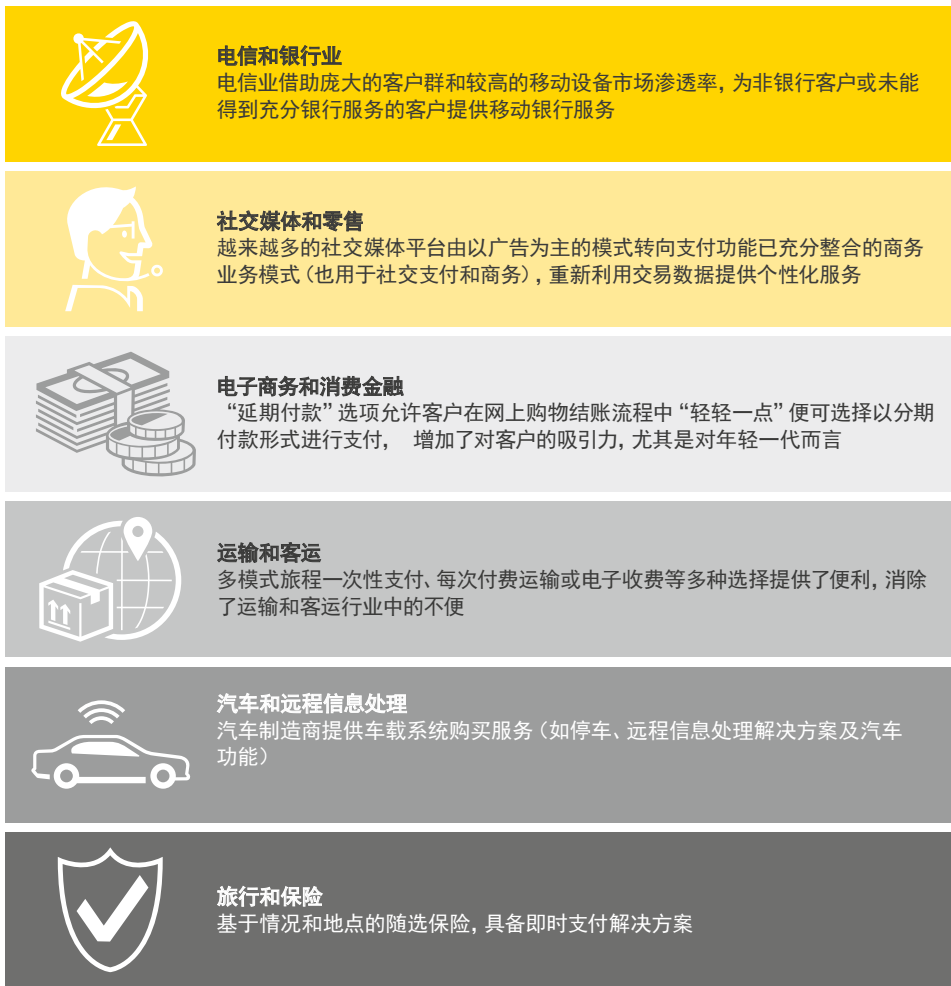 电信和银行业
电信业借助庞大的客户群和较高的移动设备市场渗透率，为非银行客户或未能
得到充分银行服务的客户提供移动银行服务
社交媒体和零售
越来越多的社交媒体平台由以广告为主的模式转向支付功能已充分整合的商务
业务模式（也用于社交支付和商务），重新利用交易数据提供个性化服务
电子商务和消费金融
“延期付款”选项允许客户在网上购物结账流程中“轻轻一点”便可选择以分期
付款形式进行支付， 增加了对客户的吸引力，尤其是对年轻一代而言
运输和客运
多模式旅程一次性支付、每次付费运输或电子收费等多种选择提供了便利，消除
了运输和客运行业中的不便
汽车和远程信息处理
汽车制造商提供车载系统购买服务（如停车、远程信息处理解决方案及汽车
功能）
旅行和保险
基于情况和地点的随选保险，具备即时支付解决方案